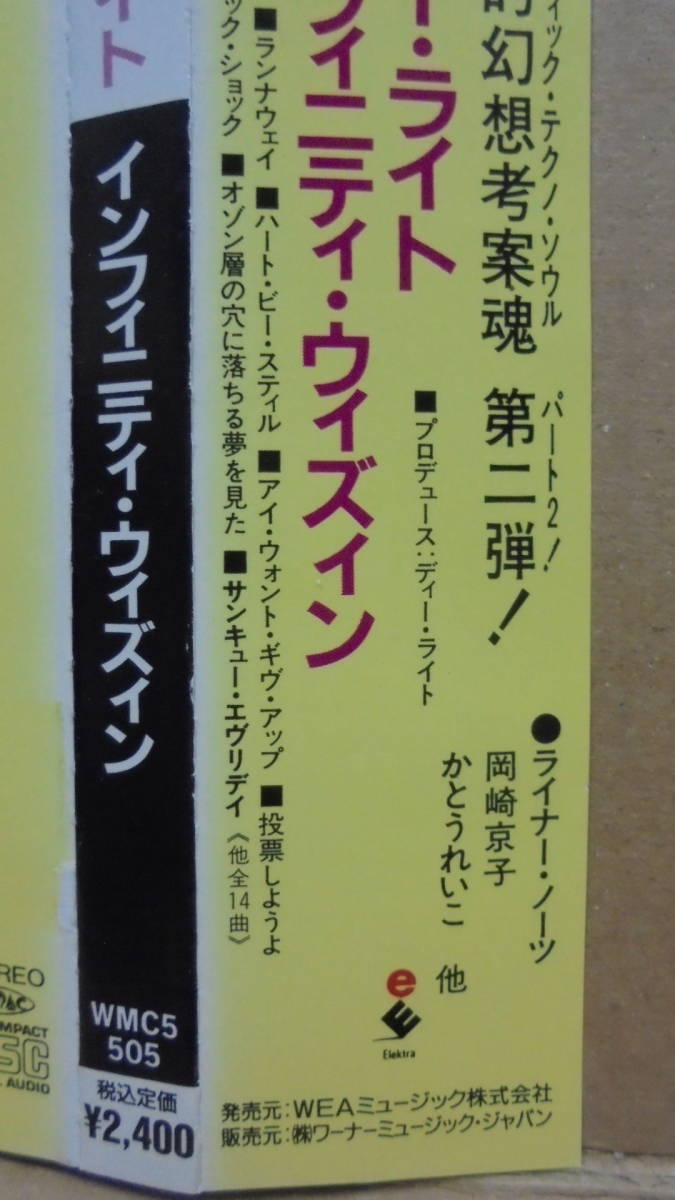 ィック・テクノ・ソウル パート2!
的幻想考案魂 第二弾!
●ライナー・ノーツ
岡崎京子
かとうれいこ
他
■プロデュース:ディー・ライト
ー・ライト
フィニティ・ウィズイン
■ランナウェイ ■ハート・ビー・スティル ■アイ・ウォント・ギヴ・アップ ■投票しようよ
ック・ショック ■オゾン層の穴に落ちる夢を見た ■サンキュー・エヴリデイ 《他全14曲》
e
Elektra
発売元:WEAミュージック株式会社
販売元:㈱ワーナーミュージック・ジャパン
イト
インフィニティ・ウィズイン
WMC5
505
税込定価
¥2,400
REO
MPACT
SC
AUDIO